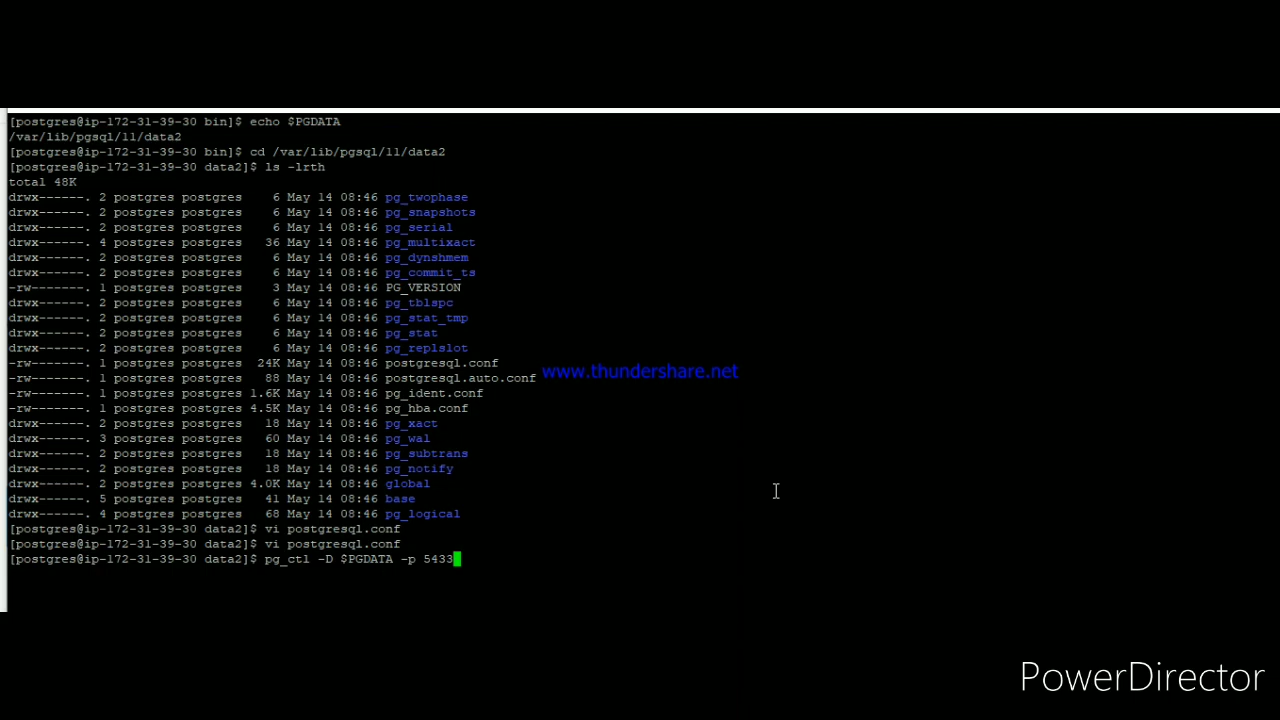 [postgres@ip-172-31-39-30 bin]$ echo $PGDATA
/var/lib/pgsql/11/data2
[postgres@ip-172-31-39-30 bin]$ cd /var/lib/pgsql/11/data2
[postgres@ip-172-31-39-30 data2]$ ls -lrth
total 48K
drwx------. 2 postgres postgres    6 May 14 08:46 pg_twophase
drwx------. 2 postgres postgres    6 May 14 08:46 pg_snapshots
drwx------. 2 postgres postgres    6 May 14 08:46 pg_serial
drwx------. 4 postgres postgres   36 May 14 08:46 pg_multixact
drwx------. 2 postgres postgres    6 May 14 08:46 pg_dynshmem
drwx------. 2 postgres postgres    6 May 14 08:46 pg_commit_ts
-rw-------. 1 postgres postgres    3 May 14 08:46 PG_VERSION
drwx------. 2 postgres postgres    6 May 14 08:46 pg_tblspc
drwx------. 2 postgres postgres    6 May 14 08:46 pg_stat_tmp
drwx------. 2 postgres postgres    6 May 14 08:46 pg_stat
drwx------. 2 postgres postgres    6 May 14 08:46 pg_replslot
-rw-------. 1 postgres postgres  24K May 14 08:46 postgresql.conf
www.thundershare.net
-rw-------. 1 postgres postgres   88 May 14 08:46 postgresql.auto.conf
-rw-------. 1 postgres postgres 1.6K May 14 08:46 pg_ident.conf
-rw-------. 1 postgres postgres 4.5K May 14 08:46 pg_hba.conf
drwx------. 2 postgres postgres   18 May 14 08:46 pg_xact
drwx------. 3 postgres postgres   60 May 14 08:46 pg_wal
drwx------. 2 postgres postgres   18 May 14 08:46 pg_subtrans
drwx------. 2 postgres postgres   18 May 14 08:46 pg_notify
drwx------. 2 postgres postgres 4.0K May 14 08:46 global
drwx------. 5 postgres postgres   41 May 14 08:46 base
drwx------. 4 postgres postgres   68 May 14 08:46 pg_logical
[postgres@ip-172-31-39-30 data2]$ vi postgresql.conf
[postgres@ip-172-31-39-30 data2]$ vi postgresql.conf
[postgres@ip-172-31-39-30 data2]$ pg_ctl -D $PGDATA -p 5433
PowerDirector